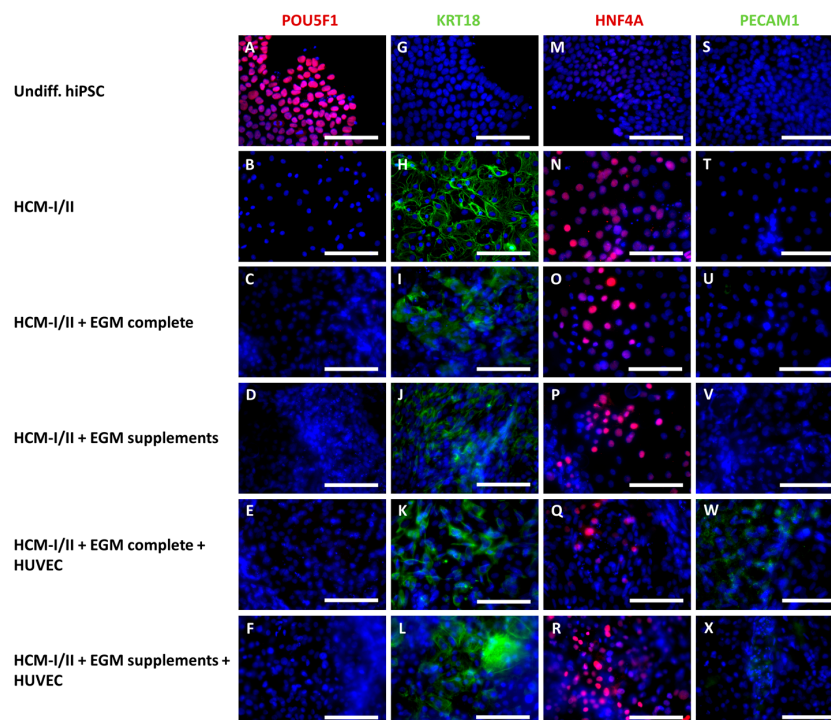 POU5F1 KRT18 HNF4A PECAM1
A G M S
Undiff. hiPSC
B H N T
HCM-I/II
C I O U
HCM-I/II + EGM complete
D J P V
HCM-I/II + EGM supplements
E K Q W
HCM-I/II + EGM complete +
HUVEC
F L R X
HCM-I/II + EGM supplements +
HUVEC